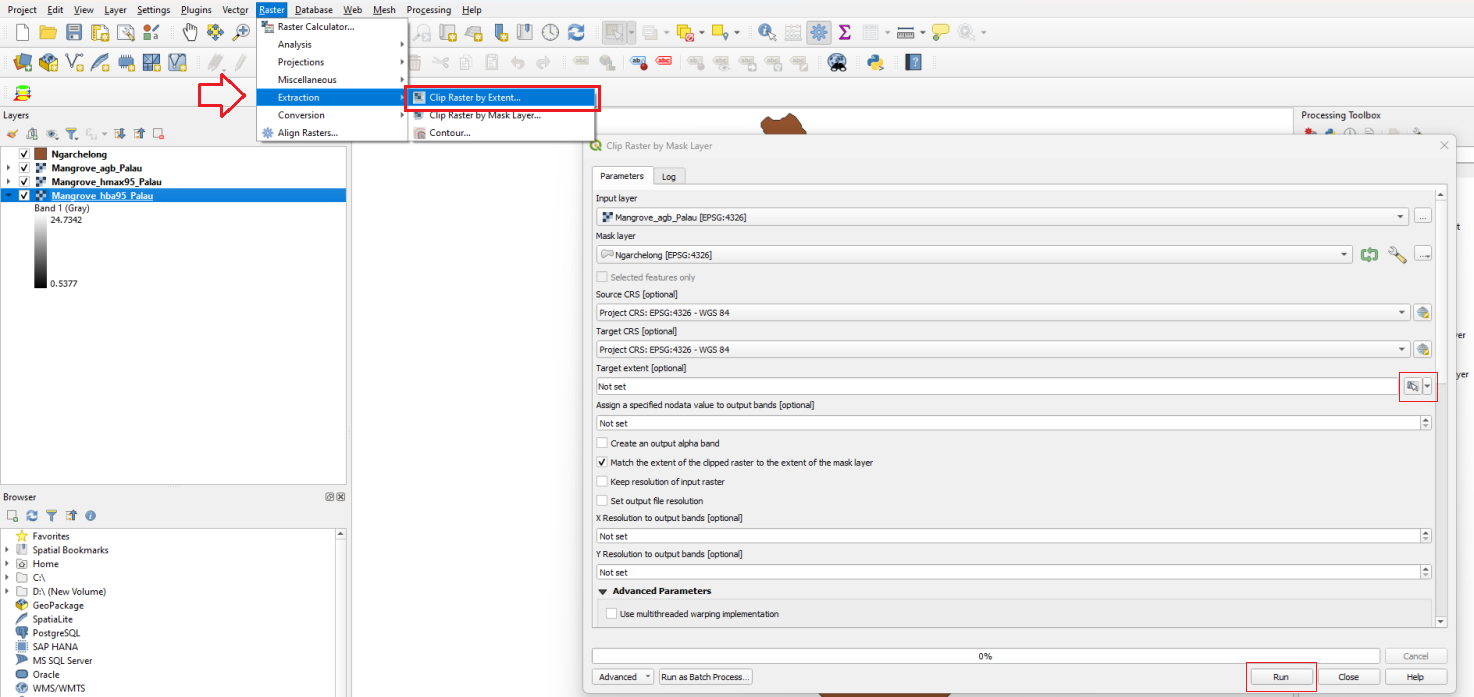 Project Edit View Layer Settings Plugins Vector Raster Database Web Mesh Processing Help
Raster Calculator...
Analysis
Projections
Miscellaneous
Extraction
Conversion
Align Rasters...
Clip Raster by Extent...
Clip Raster by Mask Layer...
Contour...
Layers
Ngarchelong
Mangrove_agb_Palau
Mangrove_hmax95_Palau
Mangrove_hba95_Palau
Band 1 (Gray)
24.7342
0.5377
Browser
Favorites
Spatial Bookmarks
Home
C:\
D:\ (New Volume)
GeoPackage
SpatiaLite
PostgreSQL
SAP HANA
MS SQL Server
Oracle
WMS/WMTS
Processing Toolbox
Clip Raster by Mask Layer
Parameters Log
Input layer
Mangrove_agb_Palau [EPSG:4326]
Mask layer
Ngarchelong [EPSG:4326]
Selected features only
Source CRS [optional]
Project CRS: EPSG:4326 - WGS 84
Target CRS [optional]
Project CRS: EPSG:4326 - WGS 84
Target extent [optional]
Not set
Assign a specified nodata value to output bands [optional]
Not set
Create an output alpha band
Match the extent of the clipped raster to the extent of the mask layer
Keep resolution of input raster
Set output file resolution
X Resolution to output bands [optional]
Not set
Y Resolution to output bands [optional]
Not set
Advanced Parameters
Use multithreaded warping implementation
0%
Cancel
Advanced Run as Batch Process... Run Close Help